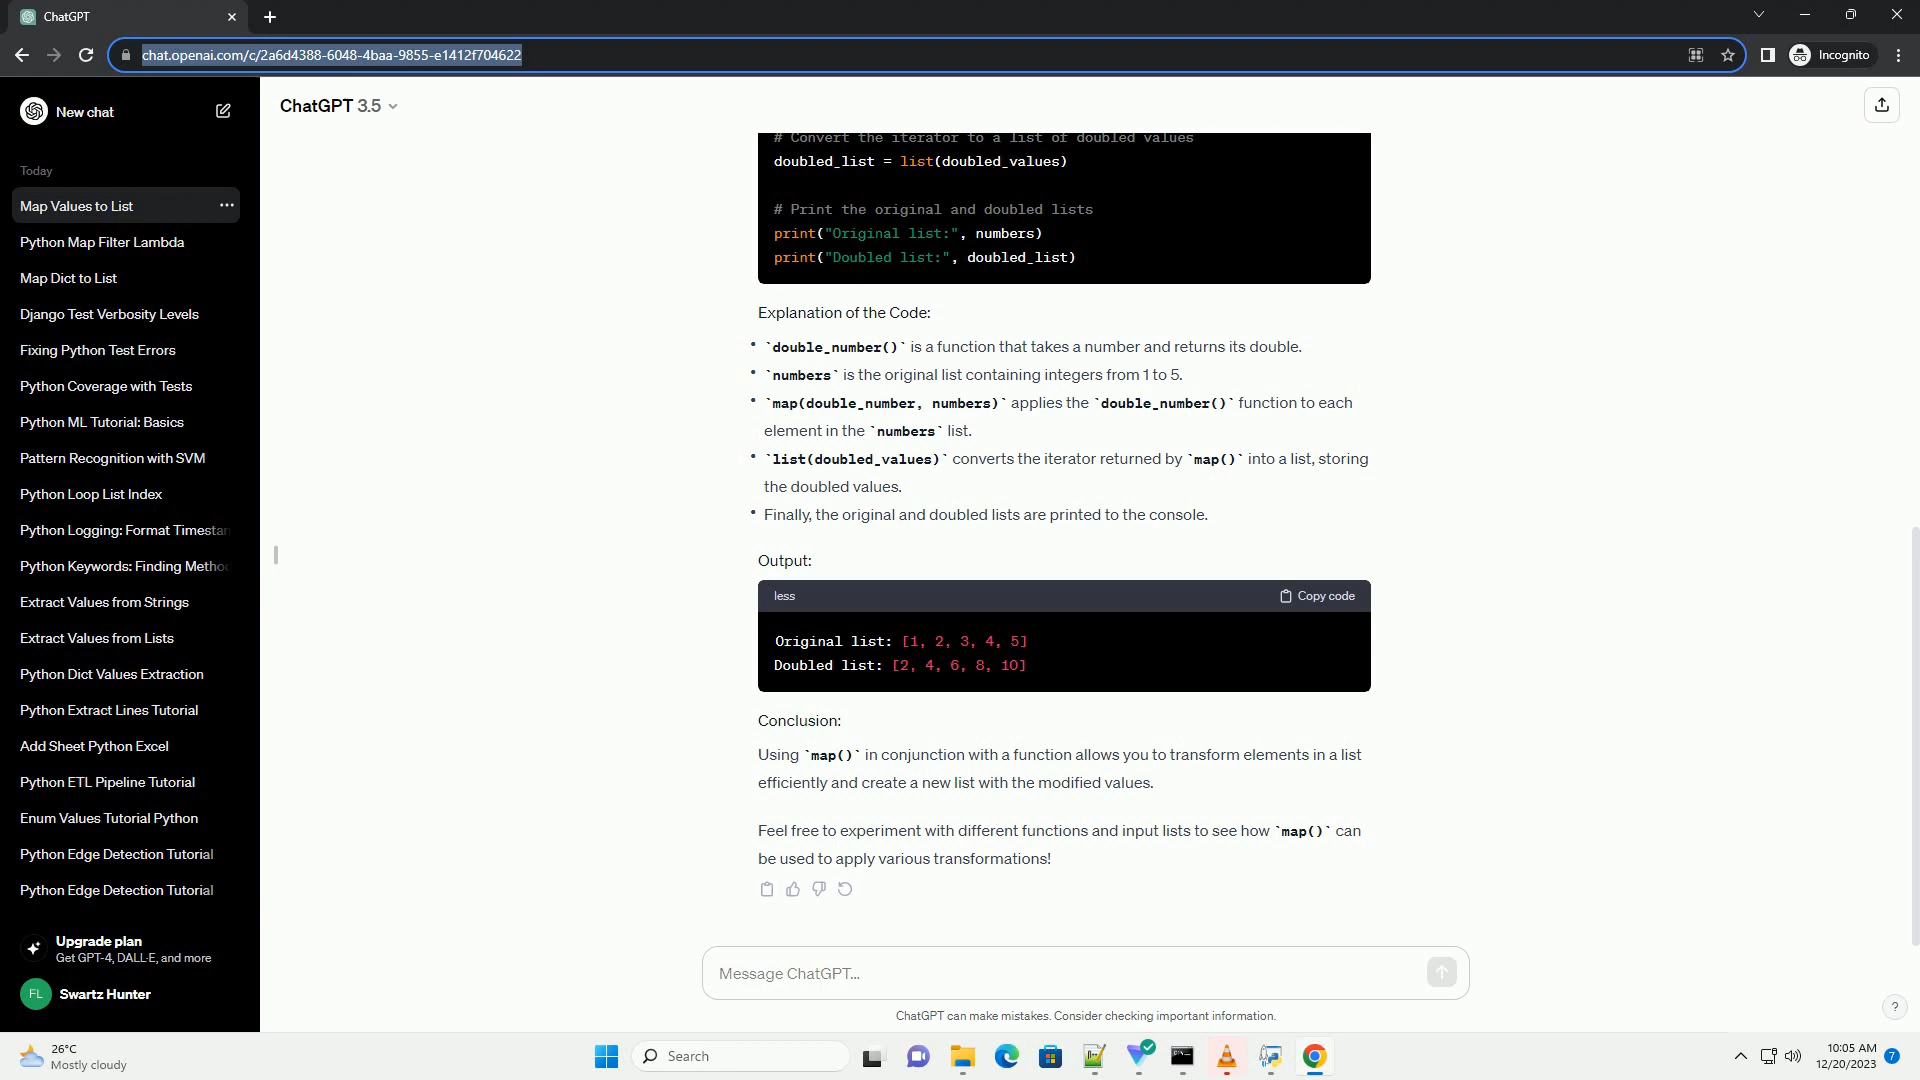 ChatGPT
chat.openai.com/c/2a6d4388-6048-4baa-9855-e1412f704622
Incognito
New chat
Today
Map Values to List
Python Map Filter Lambda
Map Dict to List
Django Test Verbosity Levels
Fixing Python Test Errors
Python Coverage with Tests
Python ML Tutorial: Basics
Pattern Recognition with SVM
Python Loop List Index
Python Logging: Format Timestan
Python Keywords: Finding Metho
Extract Values from Strings
Extract Values from Lists
Python Dict Values Extraction
Python Extract Lines Tutorial
Add Sheet Python Excel
Python ETL Pipeline Tutorial
Enum Values Tutorial Python
Python Edge Detection Tutorial
Python Edge Detection Tutorial
Upgrade plan
Get GPT-4, DALL·E, and more
FL
Swartz Hunter
ChatGPT 3.5
# Convert the iterator to a list of doubled values
doubled_list = list(doubled_values)
# Print the original and doubled lists
print("Original list:", numbers)
print("Doubled list:", doubled_list)
Explanation of the Code:
• `double_number()` is a function that takes a number and returns its double.
• `numbers` is the original list containing integers from 1 to 5.
• `map(double_number, numbers)` applies the `double_number()` function to each
element in the `numbers` list.
• `list(doubled_values)` converts the iterator returned by `map()` into a list, storing
the doubled values.
• Finally, the original and doubled lists are printed to the console.
Output:
less
Copy code
Original list: [1, 2, 3, 4, 5]
Doubled list: [2, 4, 6, 8, 10]
Conclusion:
Using `map()` in conjunction with a function allows you to transform elements in a list
efficiently and create a new list with the modified values.
Feel free to experiment with different functions and input lists to see how `map()` can
be used to apply various transformations!
Message ChatGPT...
ChatGPT can make mistakes. Consider checking important information.
?
26°C
Mostly cloudy
Search
10:05 AM
12/20/2023
7